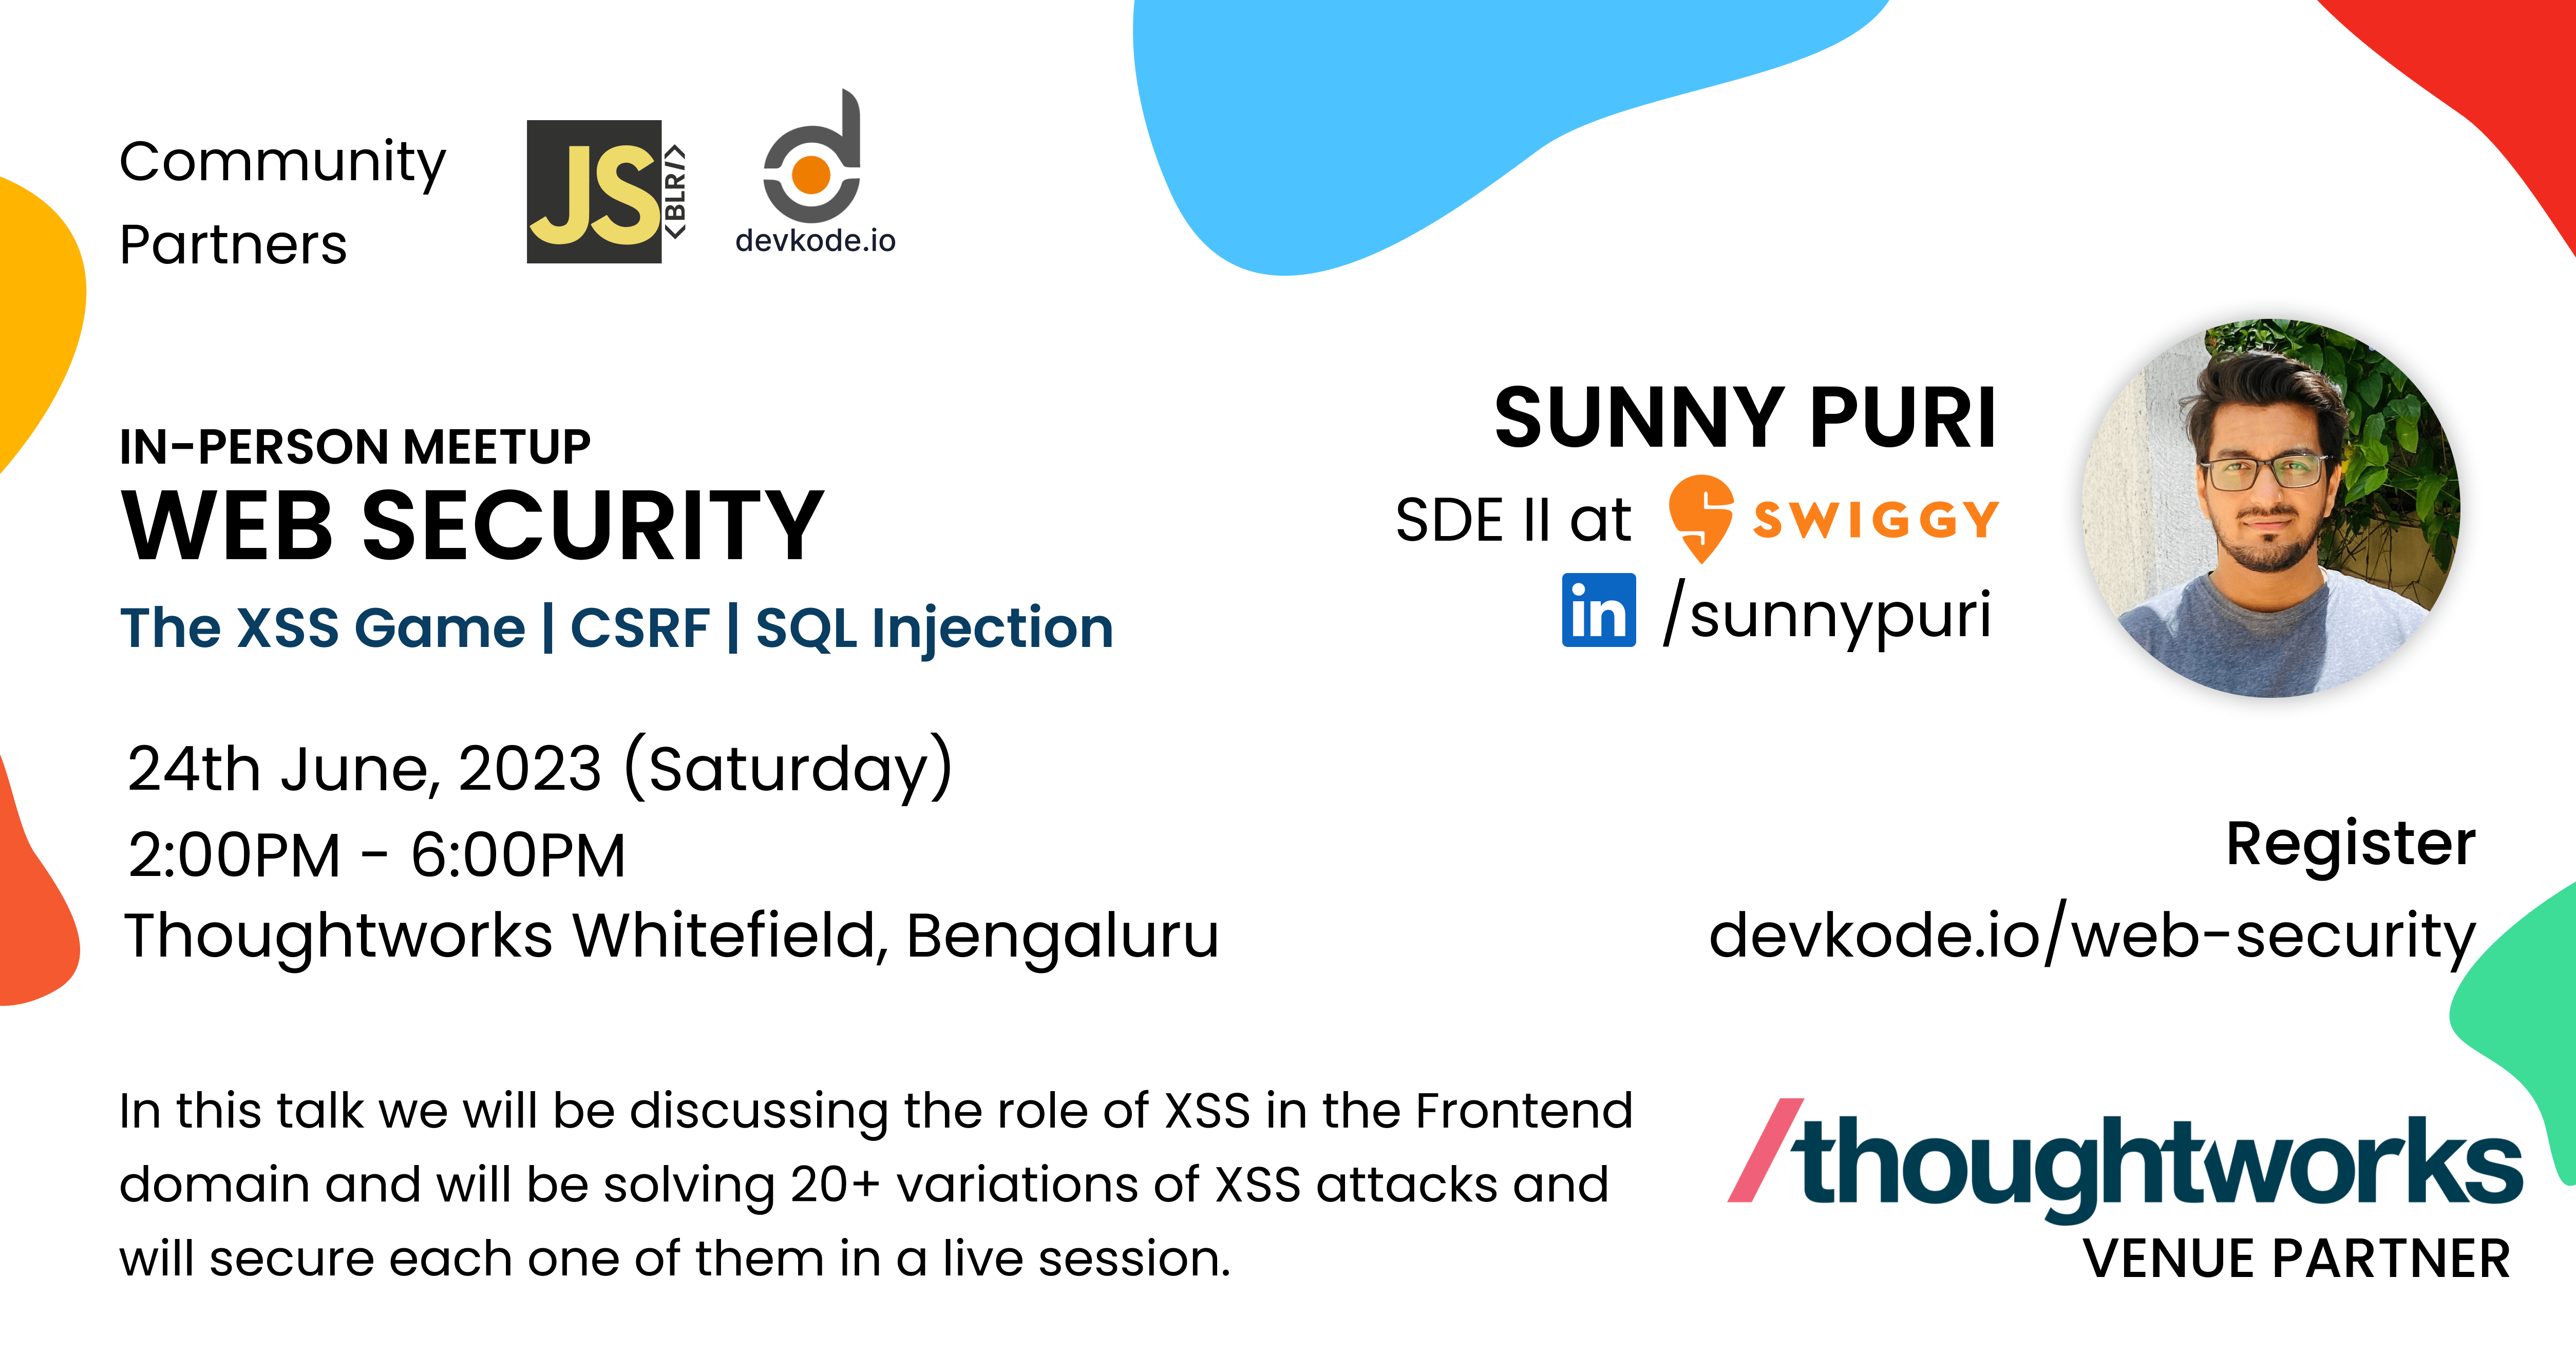 Community
Partners
JS
<BLR/>
devkode.io
IN-PERSON MEETUP
WEB SECURITY
The XSS Game | CSRF | SQL Injection
24th June, 2023 (Saturday)
2:00PM - 6:00PM
Thoughtworks Whitefield, Bengaluru
SUNNY PURI
SDE II at SWIGGY
in /sunnypuri
Register
devkode.io/web-security
In this talk we will be discussing the role of XSS in the Frontend
domain and will be solving 20+ variations of XSS attacks and
will secure each one of them in a live session.
/thoughtworks
VENUE PARTNER